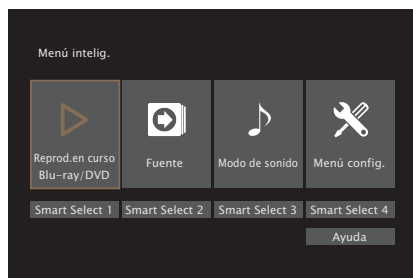 Menú intelig.
Reprod.en curso
Blu-ray/DVD
Fuente
Modo de sonido
Menú config.
Smart Select 1
Smart Select 2
Smart Select 3
Smart Select 4
Ayuda